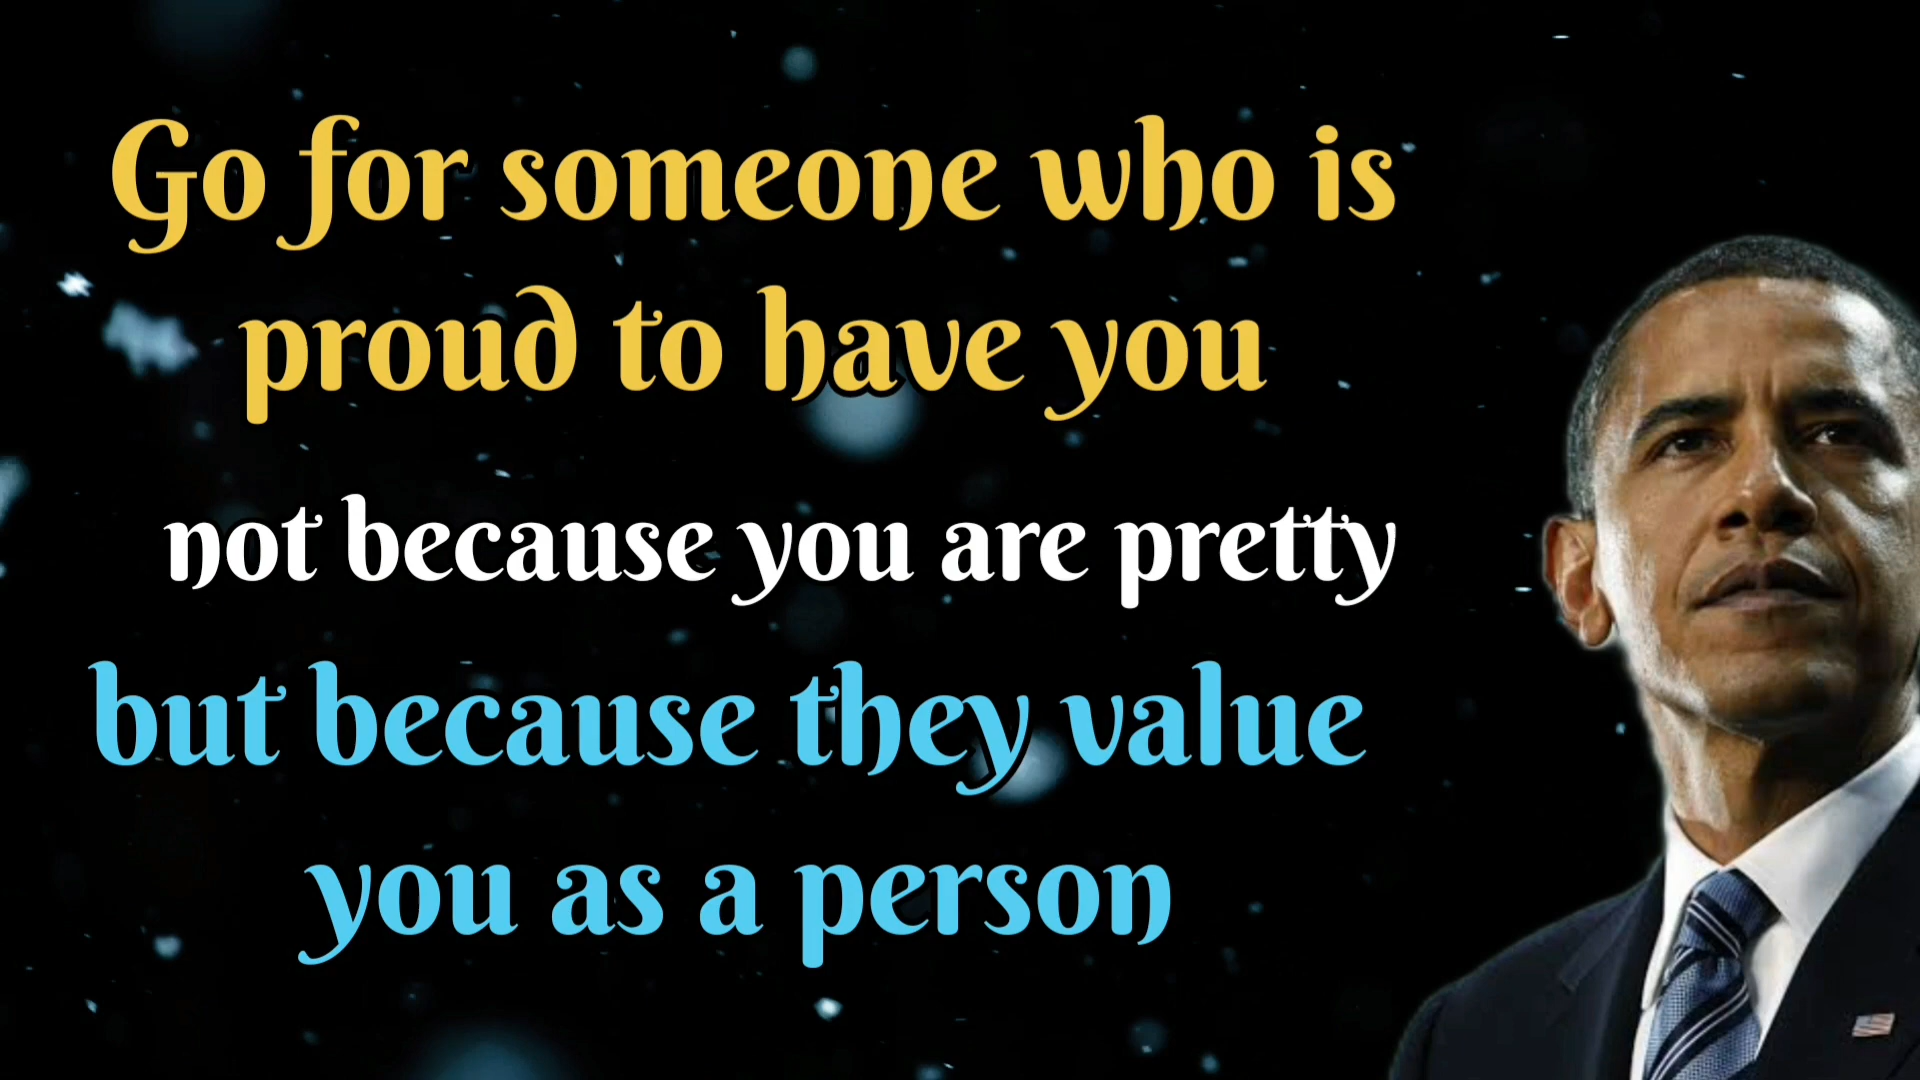 Go for someone who is
proud to have you
not because you are pretty
but because they value
you as a person